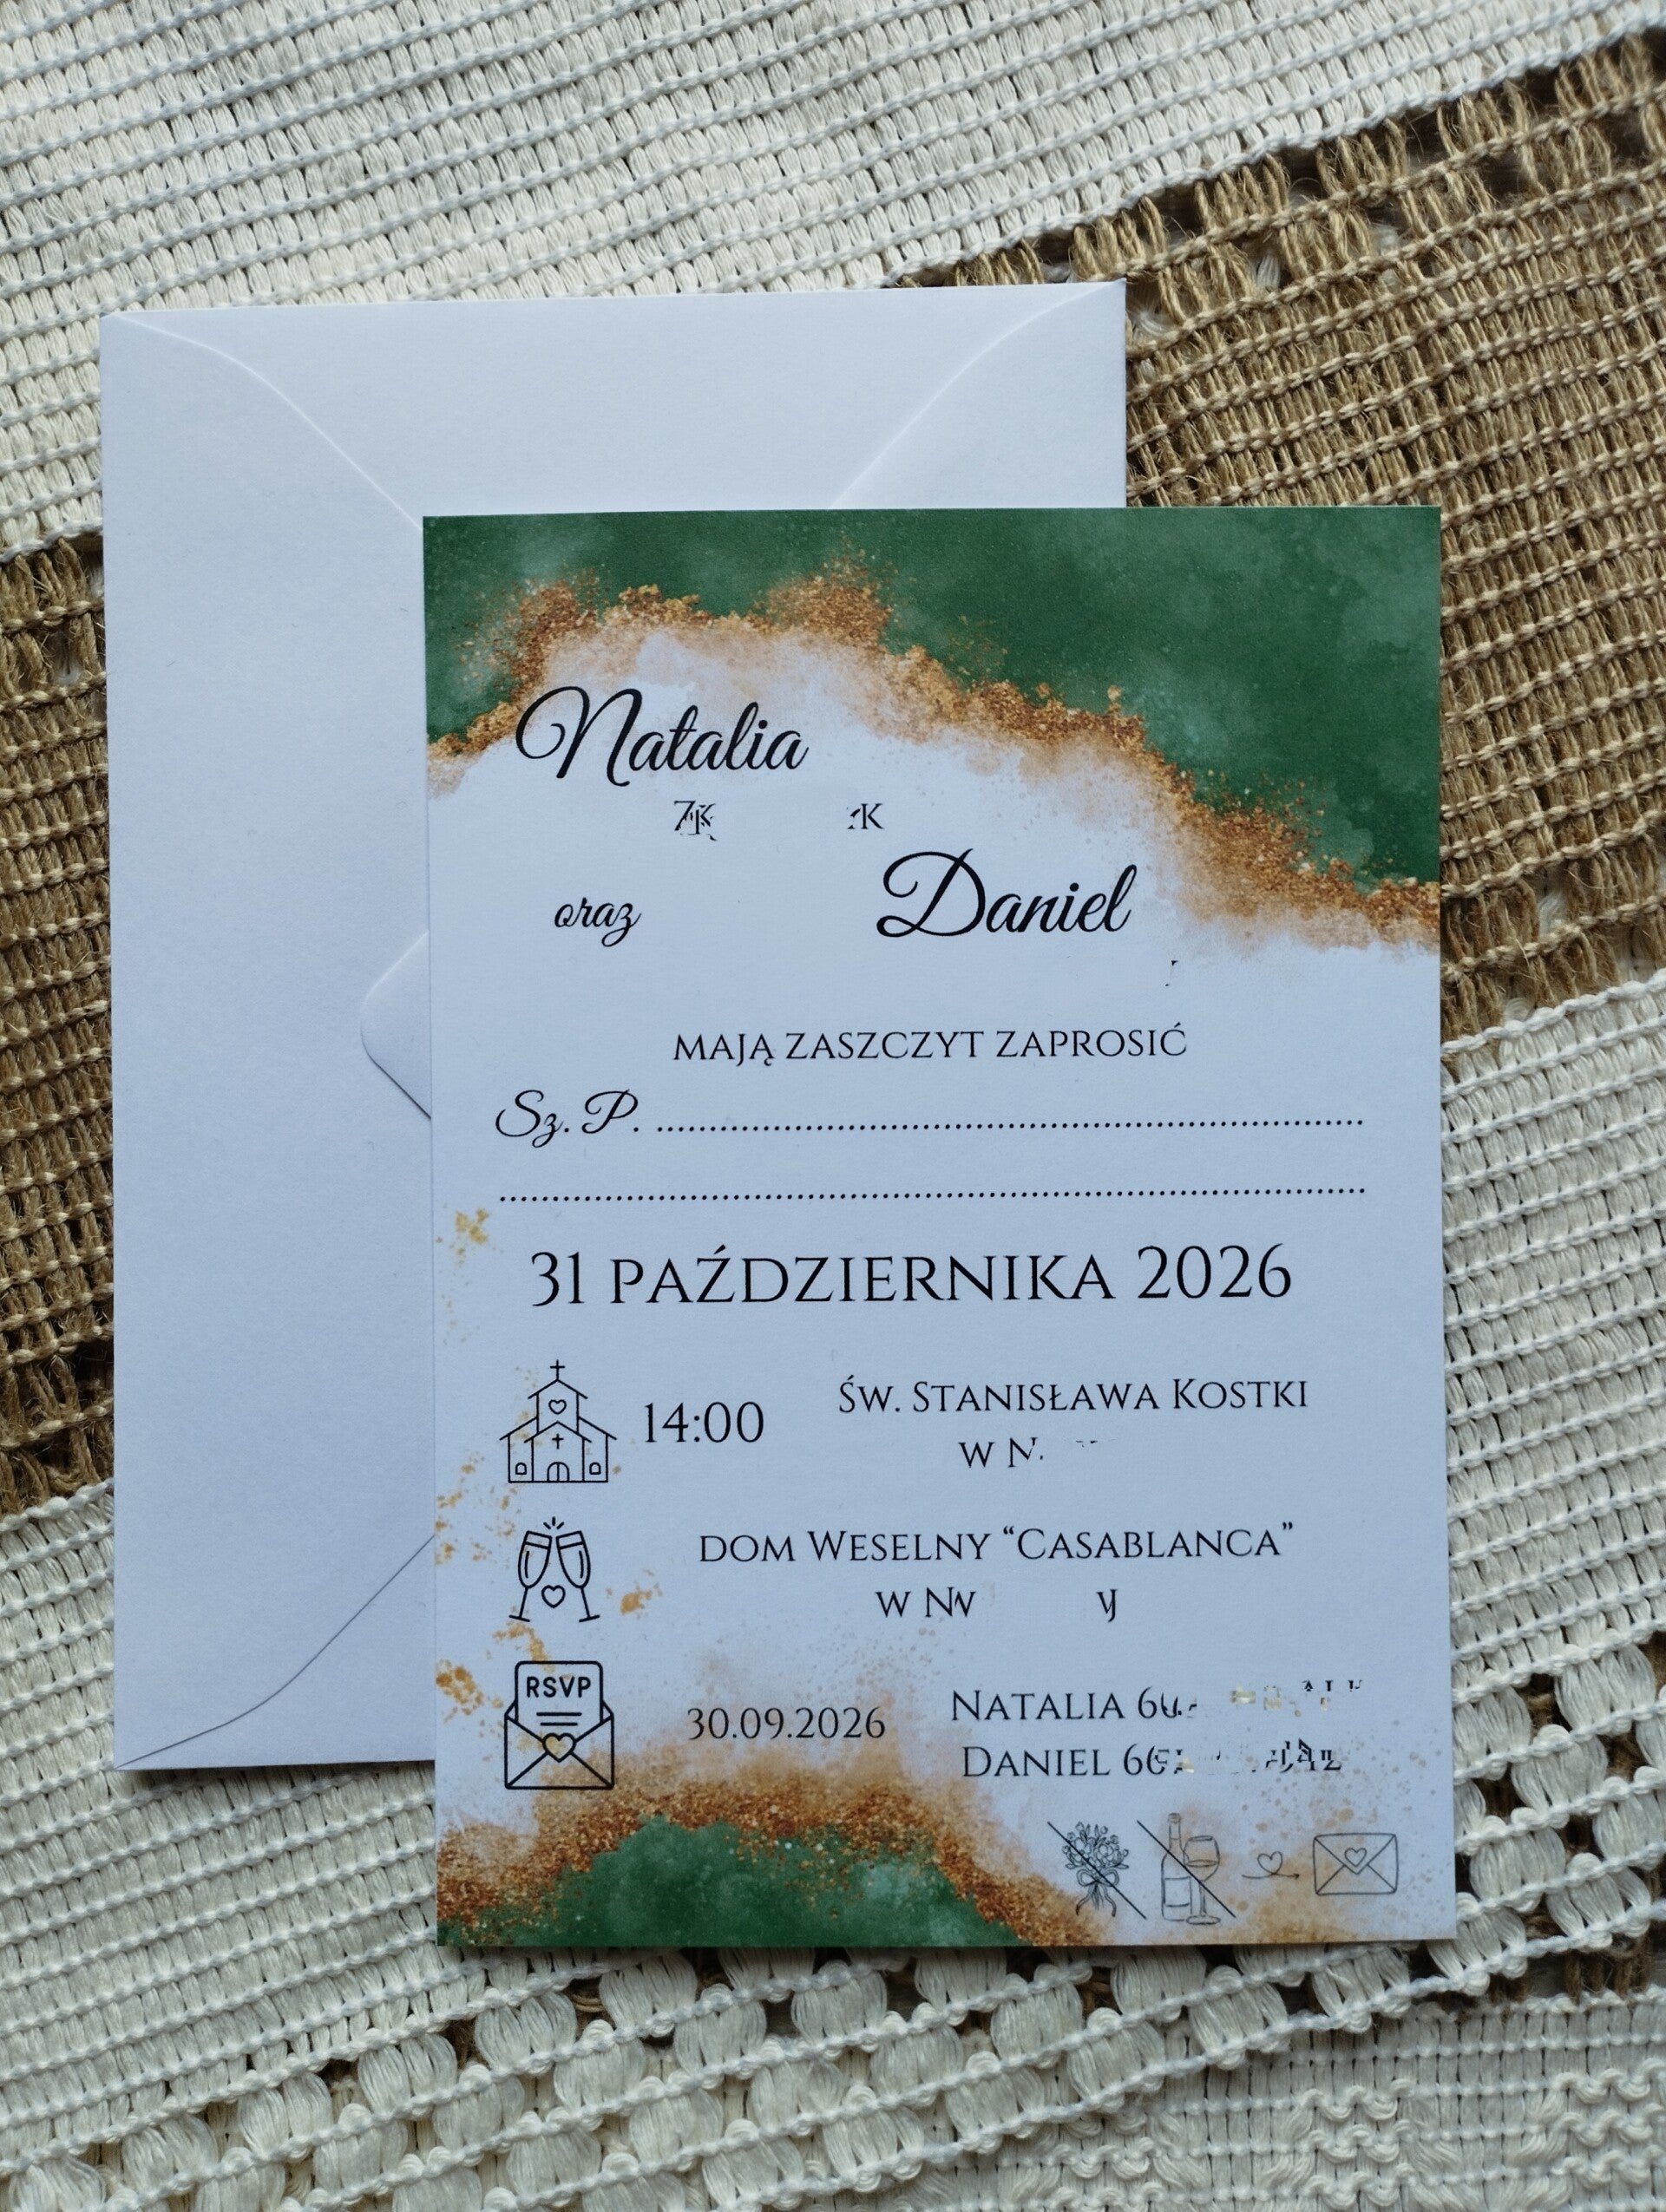 Natalia
oraz
Daniel
MAJĄ ZASZCZYT ZAPROSIĆ
Sz. P. ..........
..........
31 PAŹDZIERNIKA 2026
14:00
ŚW. STANISŁAWA KOSTKI
W
DOM WESELNY “CASABLANCA”
W
RSVP
30.09.2026
NATALIA
DANIEL